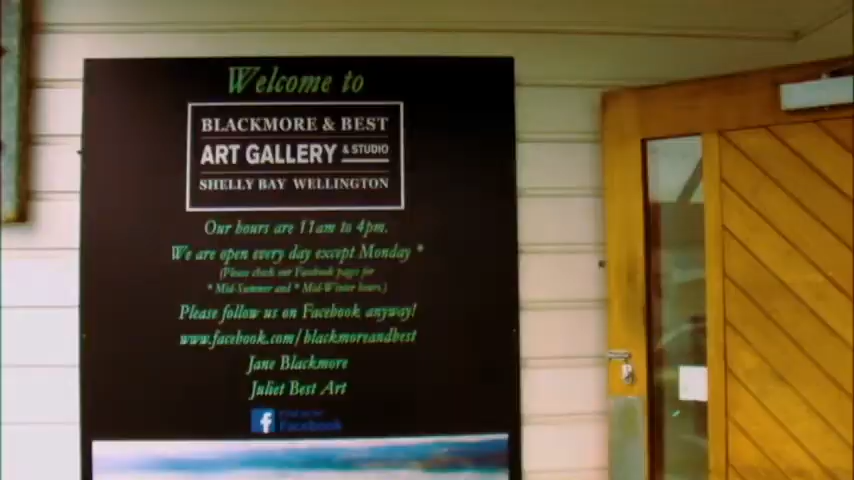 Welcome to
BLACKMORE & BEST
ART GALLERY & STUDIO
SHELLY BAY WELLINGTON
Our hours are 11am to 4pm.
We are open every day except Monday *
(Please check our Facebook pages for
* Mid-Summer and * Mid-Winter hours.)
Please follow us on Facebook anyway!
www.facebook.com/blackmoreandbest
Jane Blackmore
Juliet Best Art
f
Facebook